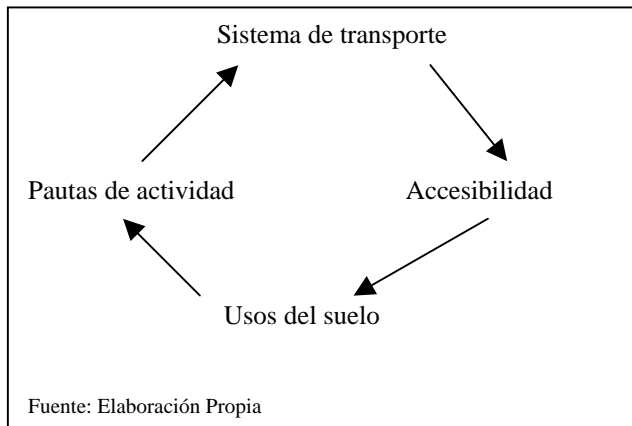 Sistema de transporte
Pautas de actividad
Accesibilidad
Usos del suelo
Fuente: Elaboración Propia